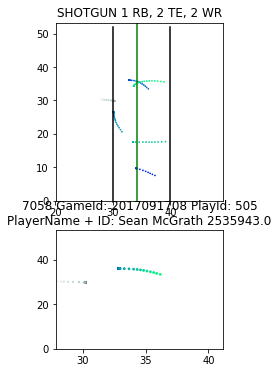 SHOTGUN 1 RB, 2 TE, 2 WR
50
40
30
20
10
0
20 30 40
7058 GameId: 2017091708 PlayId: 505
PlayerName + ID: Sean McGrath 2535943.0
40
20
0
30 35 40